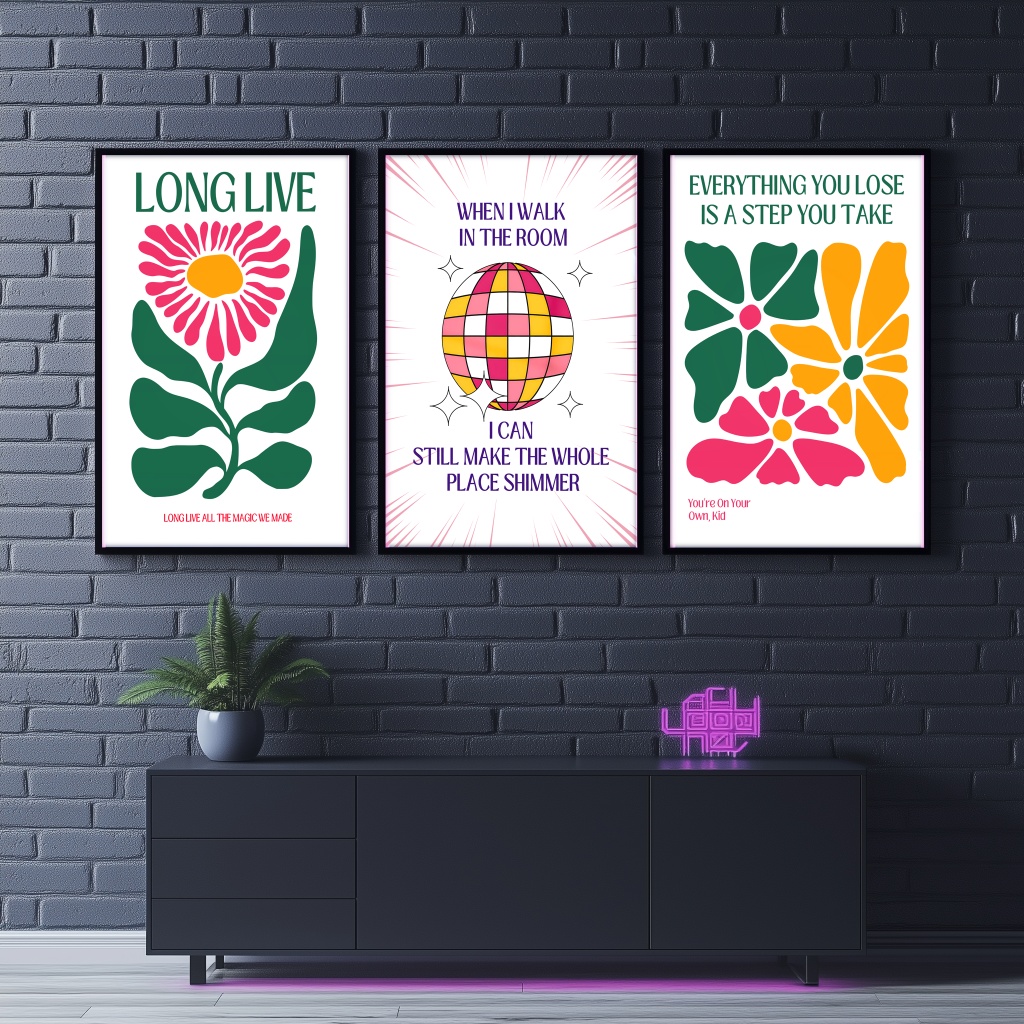 LONG LIVE
LONG LIVE ALL THE MAGIC WE MADE
WHEN I WALK
IN THE ROOM
I CAN
STILL MAKE THE WHOLE
PLACE SHIMMER
EVERYTHING YOU LOSE
IS A STEP YOU TAKE
You're On Your
Own, Kid